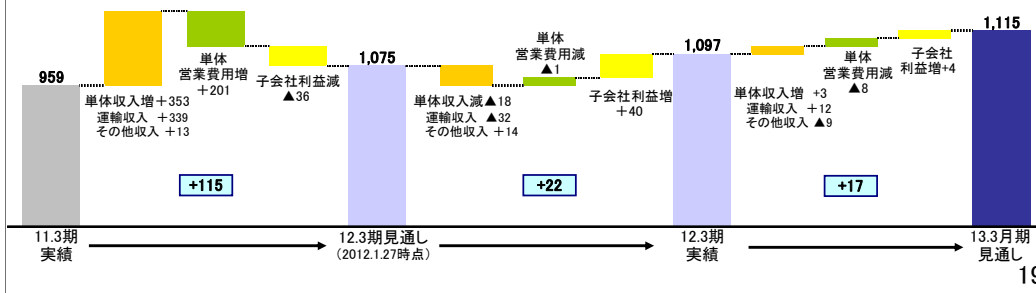 959
単体収入増＋353
運輸収入 ＋339
その他収入 ＋13
単体
営業費用増
＋201
子会社利益減
▲36
+115
1,075
単体収入減▲18
運輸収入 ▲32
その他収入 ＋14
単体
営業費用減
▲1
子会社利益増
＋40
+22
1,097
単体収入増 +3
運輸収入 +12
その他収入 ▲9
単体
営業費用減
▲8
子会社
利益増+4
+17
1,115
11.3期
実績
12.3期見通し
(2012.1.27時点)
12.3期
実績
13.3月期
見通し
19